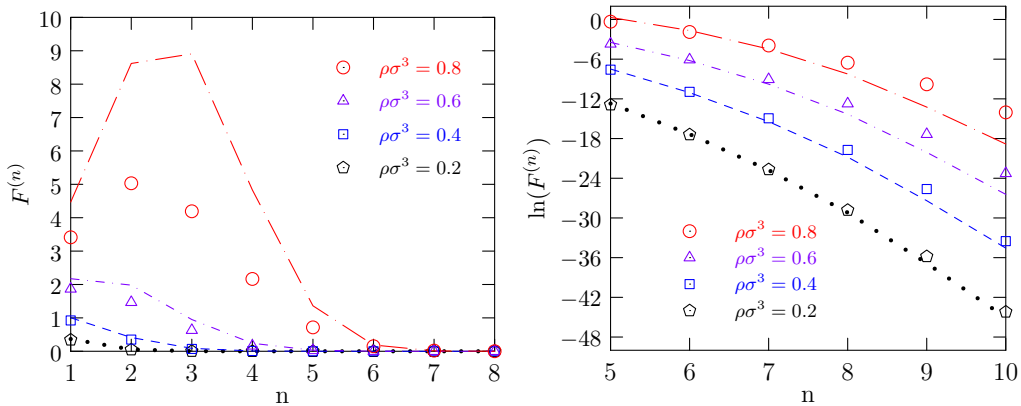 10
9
8
7
6
5
4
3
2
1
0
F^{(n)}
ρσ³ = 0.8
ρσ³ = 0.6
ρσ³ = 0.4
ρσ³ = 0.2
1 2 3 4 5 6 7 8
n
0
−6
−12
−18
−24
−30
−36
−42
−48
ln(F^{(n)})
ρσ³ = 0.8
ρσ³ = 0.6
ρσ³ = 0.4
ρσ³ = 0.2
5 6 7 8 9 10
n